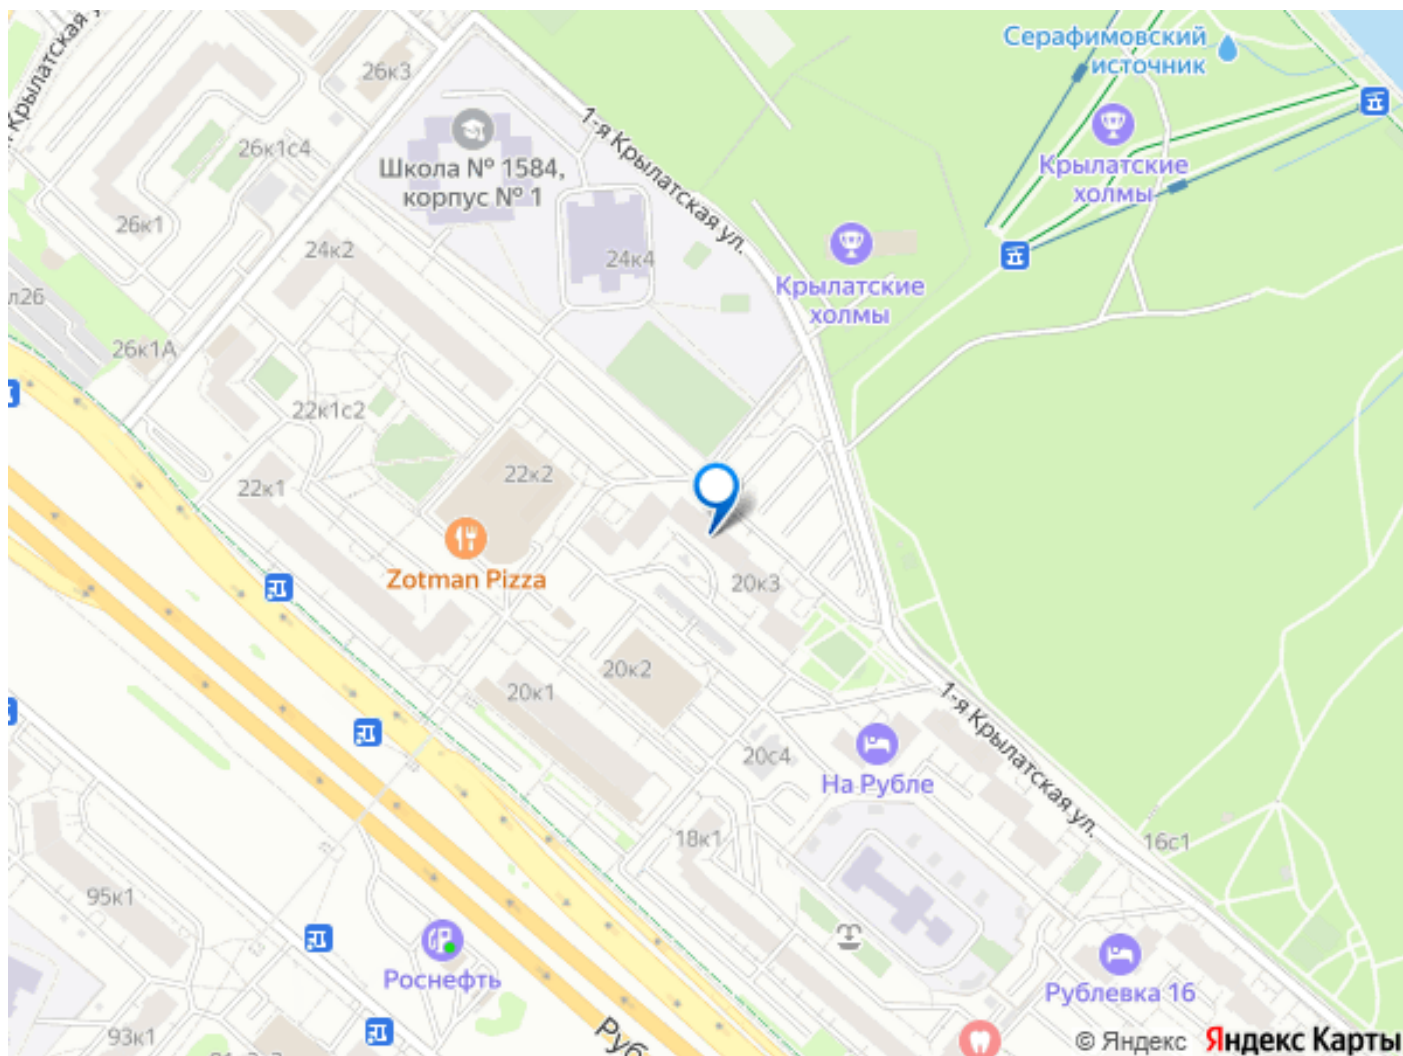 Крылатская
26к3
Серафимовский
источник
1-я Крылатская ул.
Школа № 1584,
корпус № 1
26к1с4
Крылатские
холмы
26к1
24к2
24к4
Крылатские
холмы
л26
26к1А
22к1с2
22к2
22к1
Zotman Pizza
20к3
20к2
20к1
1-я Крылатская ул.
20с4
На Рубле
18к1
16с1
95к1
Роснефть
Рублевка 16
93к1
Руб
© Яндекс Яндекс Карты